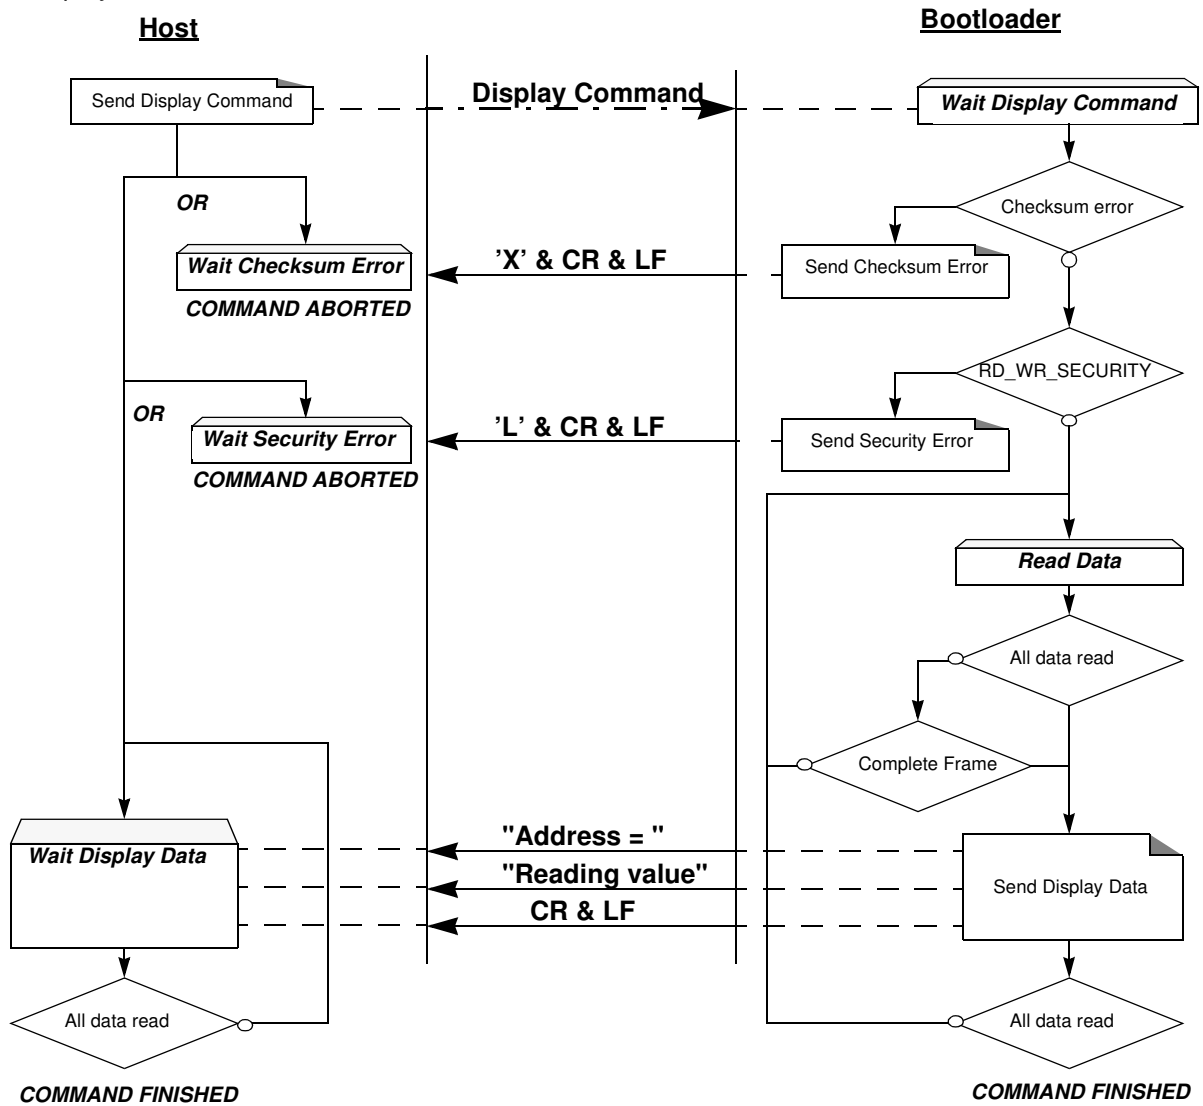 Host
Bootloader
Send Display Command
Display Command
Wait Display Command
OR
Checksum error
Wait Checksum Error
’X’ & CR & LF
Send Checksum Error
COMMAND ABORTED
RD_WR_SECURITY
OR
Wait Security Error
’L’ & CR & LF
Send Security Error
COMMAND ABORTED
Read Data
All data read
Complete Frame
Wait Display Data
"Address = "
"Reading value"
CR & LF
Send Display Data
All data read
All data read
COMMAND FINISHED
COMMAND FINISHED